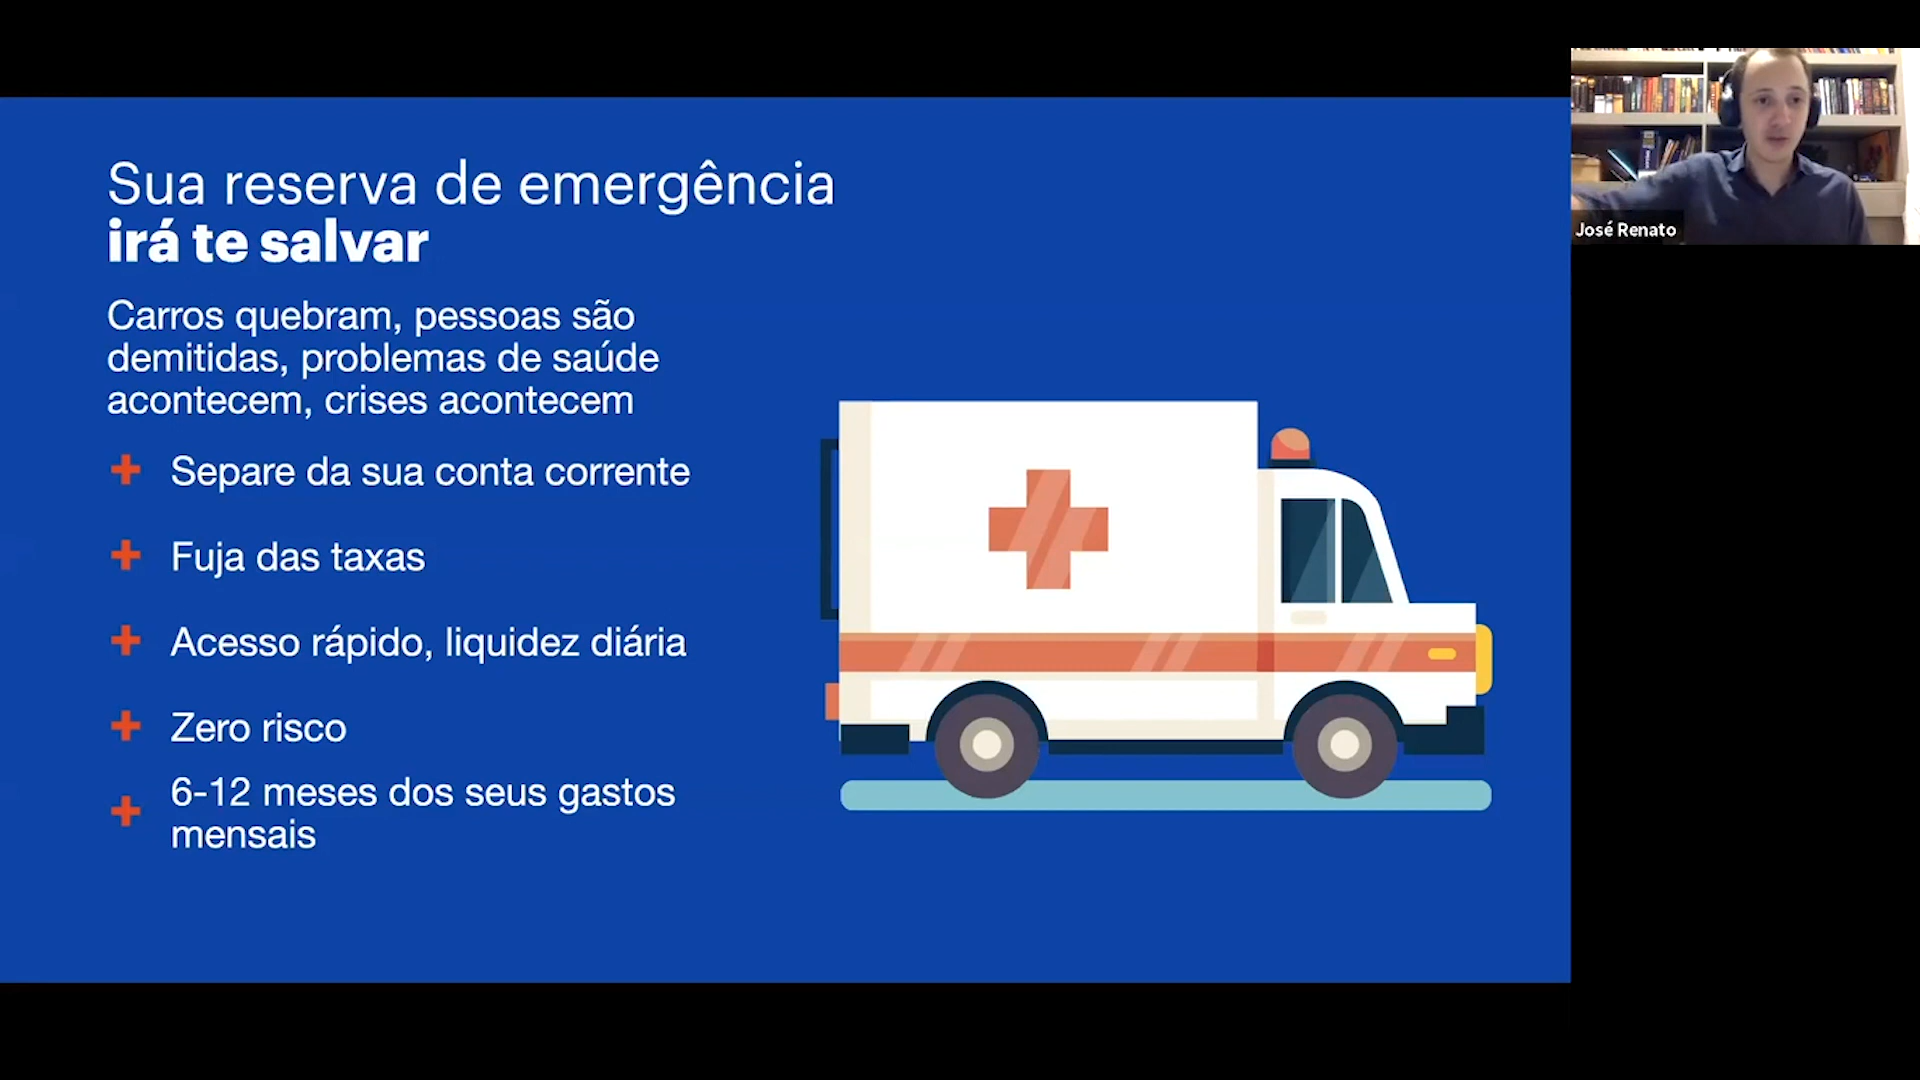 Sua reserva de emergência
irá te salvar
Carros quebram, pessoas são
demitidas, problemas de saúde
acontecem, crises acontecem
Separe da sua conta corrente
Fuja das taxas
Acesso rápido, liquidez diária
Zero risco
6-12 meses dos seus gastos
mensais
José Renato